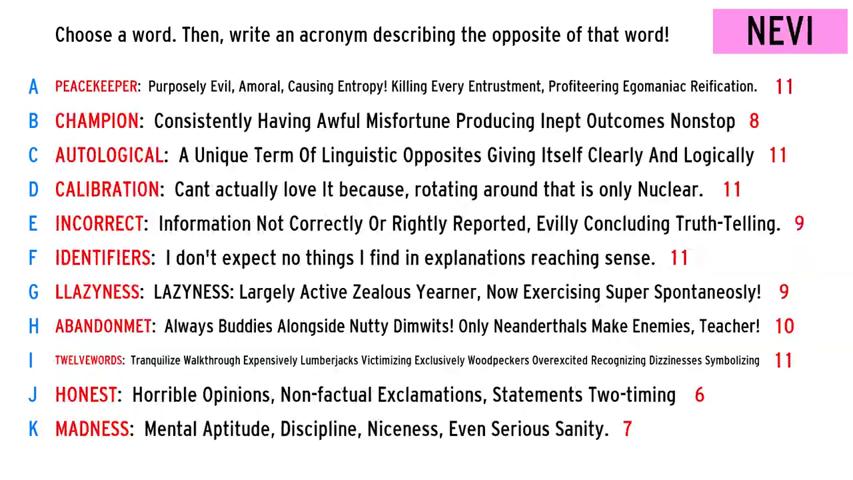 Choose a word. Then, write an acronym describing the opposite of that word!
NEVI
A PEACEKEEPER: Purposely Evil, Amoral, Causing Entropy! Killing Every Entrustment, Profiteering Egomaniac Reification. 11
B CHAMPION: Consistently Having Awful Misfortune Producing Inept Outcomes Nonstop 8
C AUTOLOGICAL: A Unique Term Of Linguistic Opposites Giving Itself Clearly And Logically 11
D CALIBRATION: Cant actually love It because, rotating around that is only Nuclear. 11
E INCORRECT: Information Not Correctly Or Rightly Reported, Evilly Concluding Truth-Telling. 9
F IDENTIFIERS: I don't expect no things I find in explanations reaching sense. 11
G LLAZYNESS: LAZYNESS: Largely Active Zealous Yearner, Now Exercising Super Spontaneosly! 9
H ABANDONMET: Always Buddies Alongside Nutty Dimwits! Only Neanderthals Make Enemies, Teacher! 10
I TWELVEWORDS: Tranquilize Walkthrough Expensively Lumberjacks Victimizing Exclusively Woodpeckers Overexcited Recognizing Dizzinesses Symbolizing 11
J HONEST: Horrible Opinions, Non-factual Exclamations, Statements Two-timing 6
K MADNESS: Mental Aptitude, Discipline, Niceness, Even Serious Sanity. 7